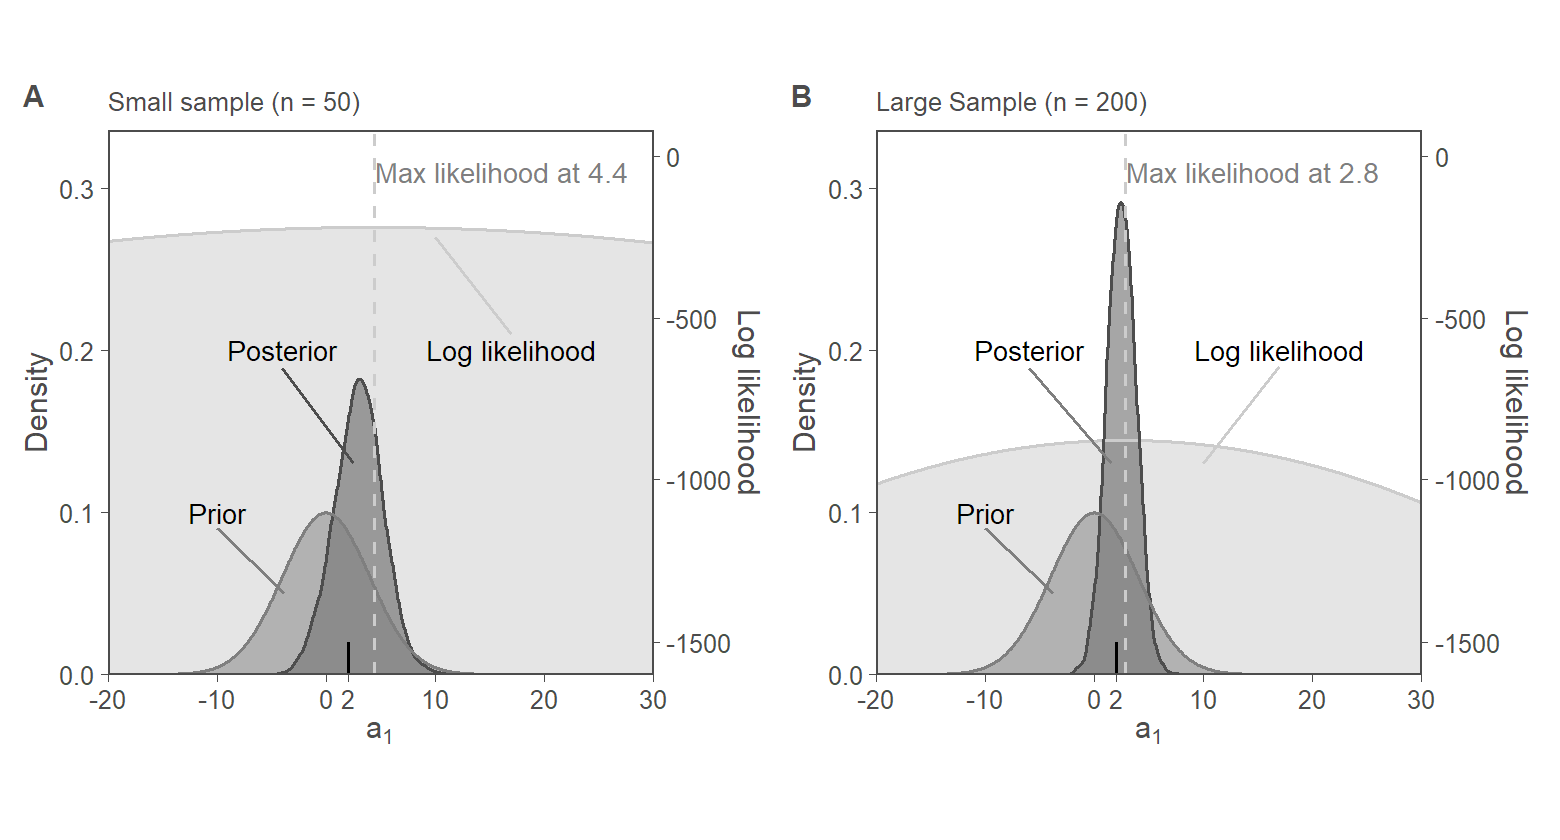 A
Small sample (n = 50)
Max likelihood at 4.4
Posterior
Log likelihood
Prior
Density
0.3
0.2
0.1
0.0
Log likelihood
0
-500
-1000
-1500
-20 -10 0 2 10 20 30
a1
B
Large Sample (n = 200)
Max likelihood at 2.8
Posterior
Log likelihood
Prior
Density
0.3
0.2
0.1
0.0
Log likelihood
0
-500
-1000
-1500
-20 -10 0 2 10 20 30
a1